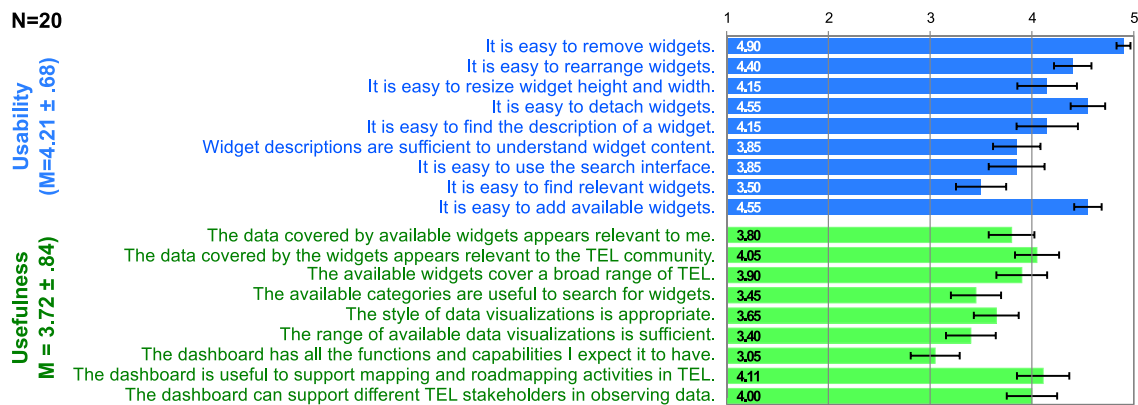 N=20
1 2 3 4 5
Usability
(M=4.21 ± .68)
It is easy to remove widgets. 4.90
It is easy to rearrange widgets. 4.40
It is easy to resize widget height and width. 4.15
It is easy to detach widgets. 4.55
It is easy to find the description of a widget. 4.15
Widget descriptions are sufficient to understand widget content. 3.85
It is easy to use the search interface. 3.85
It is easy to find relevant widgets. 3.50
It is easy to add available widgets. 4.55
Usefulness
M = 3.72 ± .84)
The data covered by available widgets appears relevant to me. 3.80
The data covered by the widgets appears relevant to the TEL community. 4.05
The available widgets cover a broad range of TEL. 3.90
The available categories are useful to search for widgets. 3.45
The style of data visualizations is appropriate. 3.65
The range of available data visualizations is sufficient. 3.40
The dashboard has all the functions and capabilities I expect it to have. 3.05
The dashboard is useful to support mapping and roadmapping activities in TEL. 4.11
The dashboard can support different TEL stakeholders in observing data. 4.00